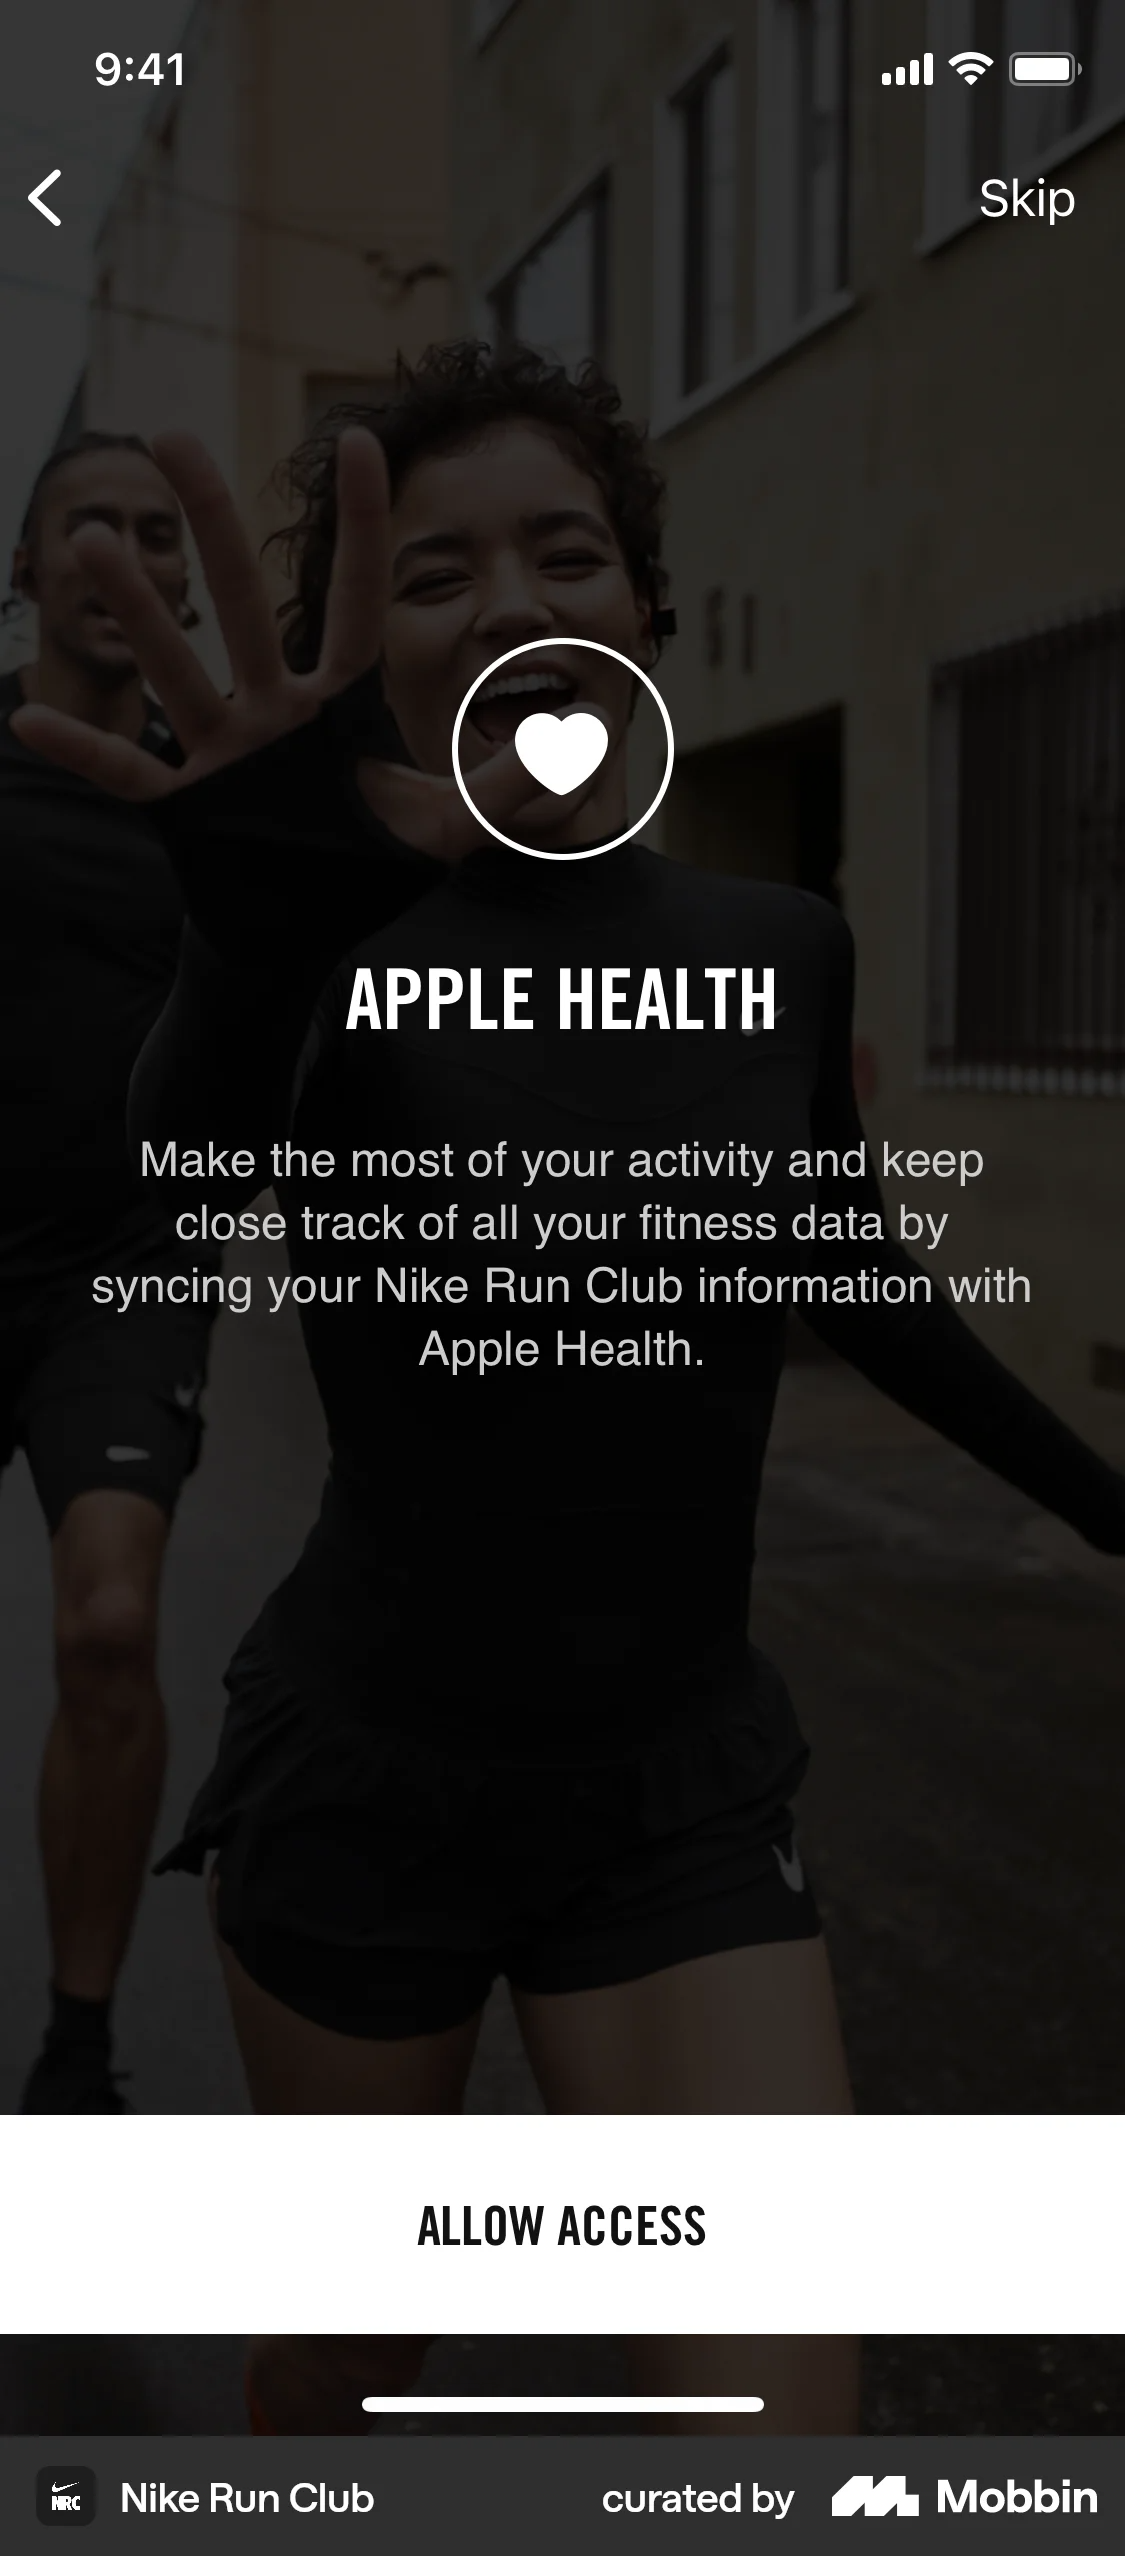 9:41
Skip
APPLE HEALTH
Make the most of your activity and keep
close track of all your fitness data by
syncing your Nike Run Club information with
Apple Health.
ALLOW ACCESS
NRC
Nike Run Club
curated by
Mobbin